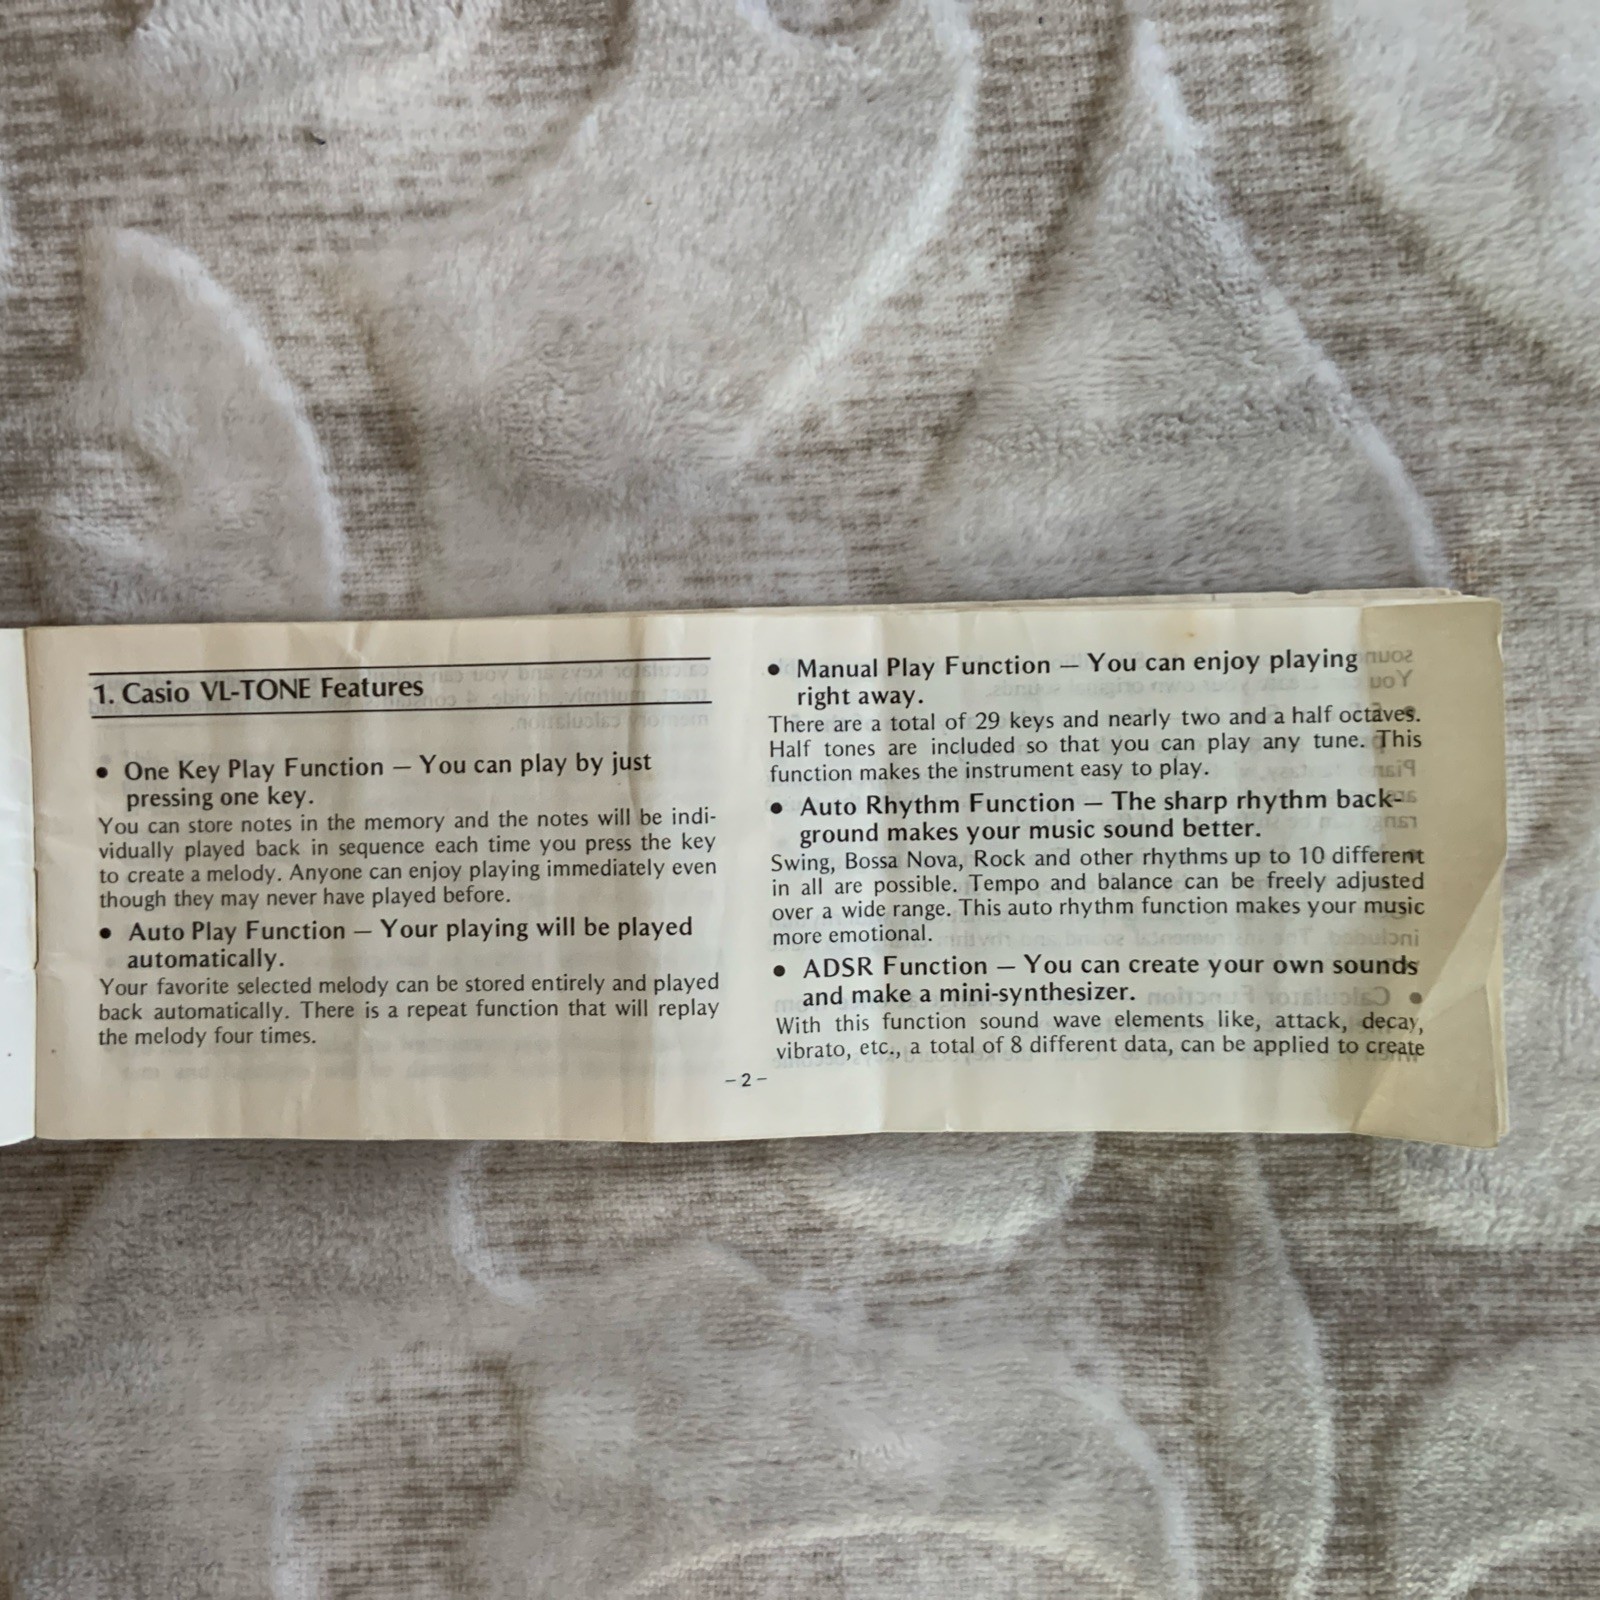 1. Casio VL-TONE Features
• One Key Play Function — You can play by just
pressing one key.
You can store notes in the memory and the notes will be indi-
vidually played back in sequence each time you press the key
to create a melody. Anyone can enjoy playing immediately even
though they may never have played before.
• Auto Play Function — Your playing will be played
automatically.
Your favorite selected melody can be stored entirely and played
back automatically. There is a repeat function that will replay
the melody four times.
• Manual Play Function — You can enjoy playing
right away.
There are a total of 29 keys and nearly two and a half octaves.
Half tones are included so that you can play any tune. This
function makes the instrument easy to play.
• Auto Rhythm Function — The sharp rhythm back-
ground makes your music sound better.
Swing, Bossa Nova, Rock and other rhythms up to 10 different
in all are possible. Tempo and balance can be freely adjusted
over a wide range. This auto rhythm function makes your music
more emotional.
• ADSR Function — You can create your own sounds
and make a mini-synthesizer.
With this function sound wave elements like, attack, decay,
vibrato, etc., a total of 8 different data, can be applied to create
– 2 –